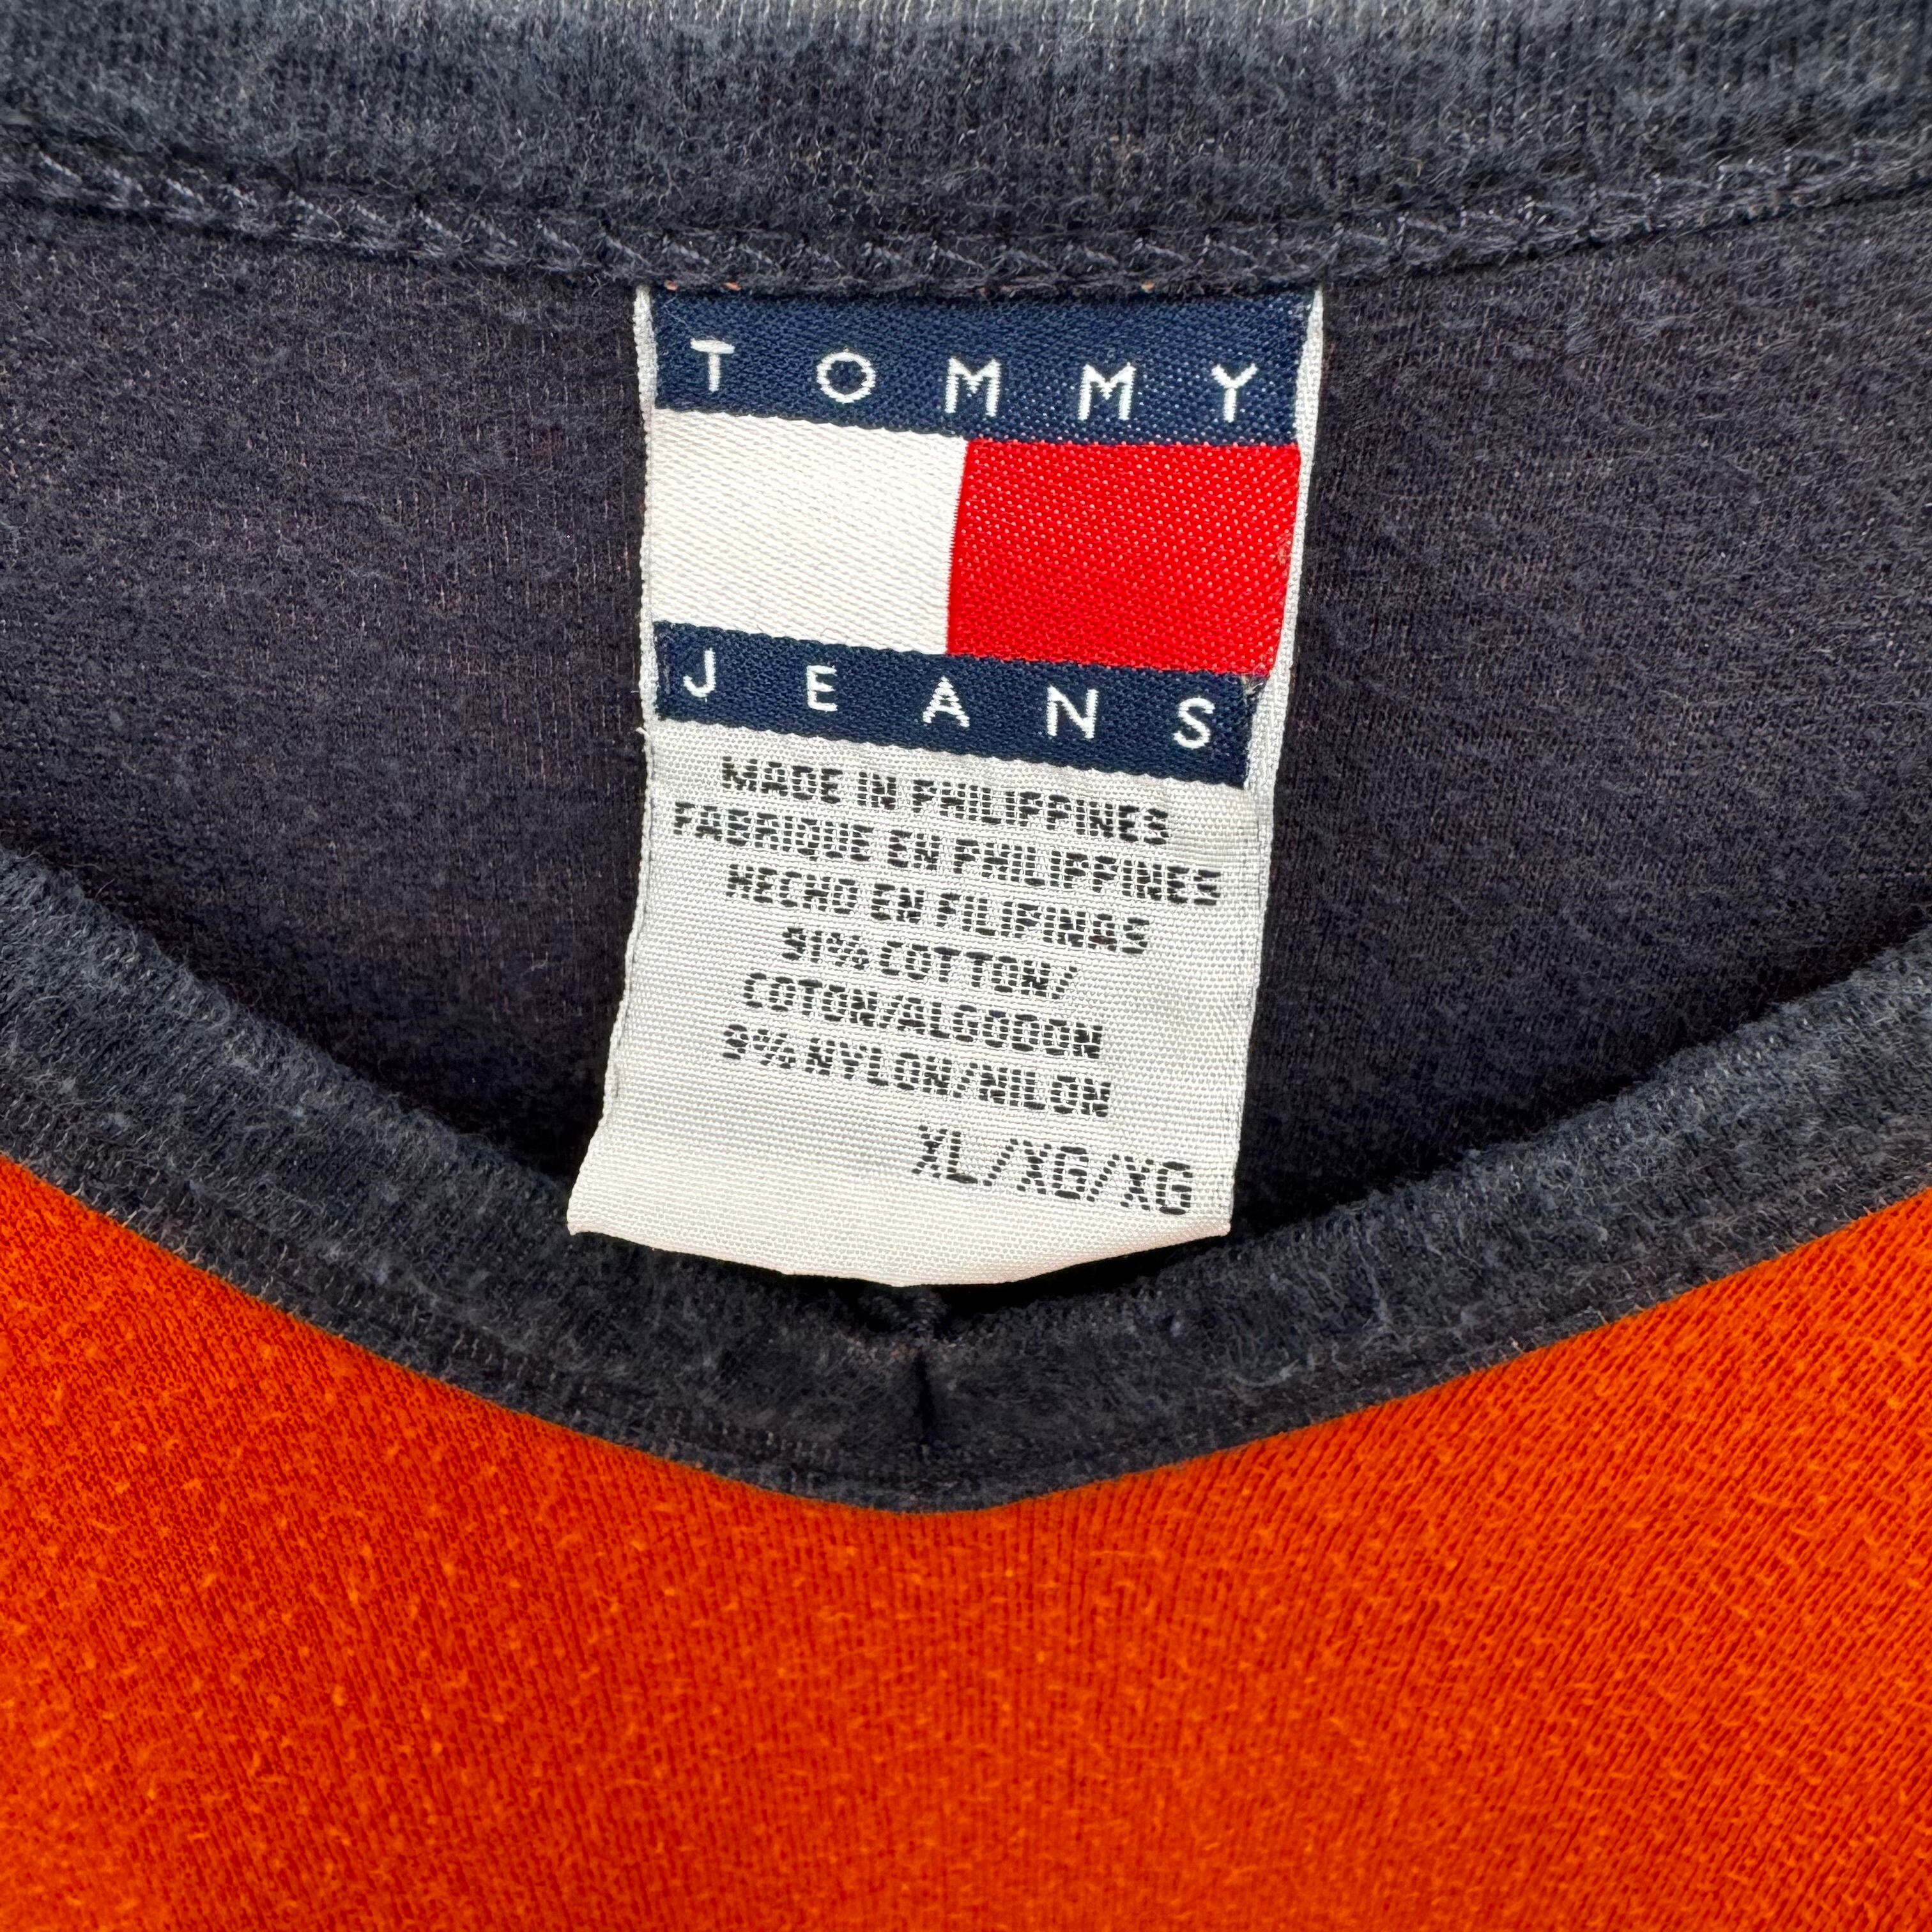 TOMMY
JEANS
MADE IN PHILIPPINES
FABRIQUE EN PHILIPPINES
HECHO EN FILIPINAS
91% COTTON/
COTON/ALGODON
9% NYLON/NILON
XL/XG/XG